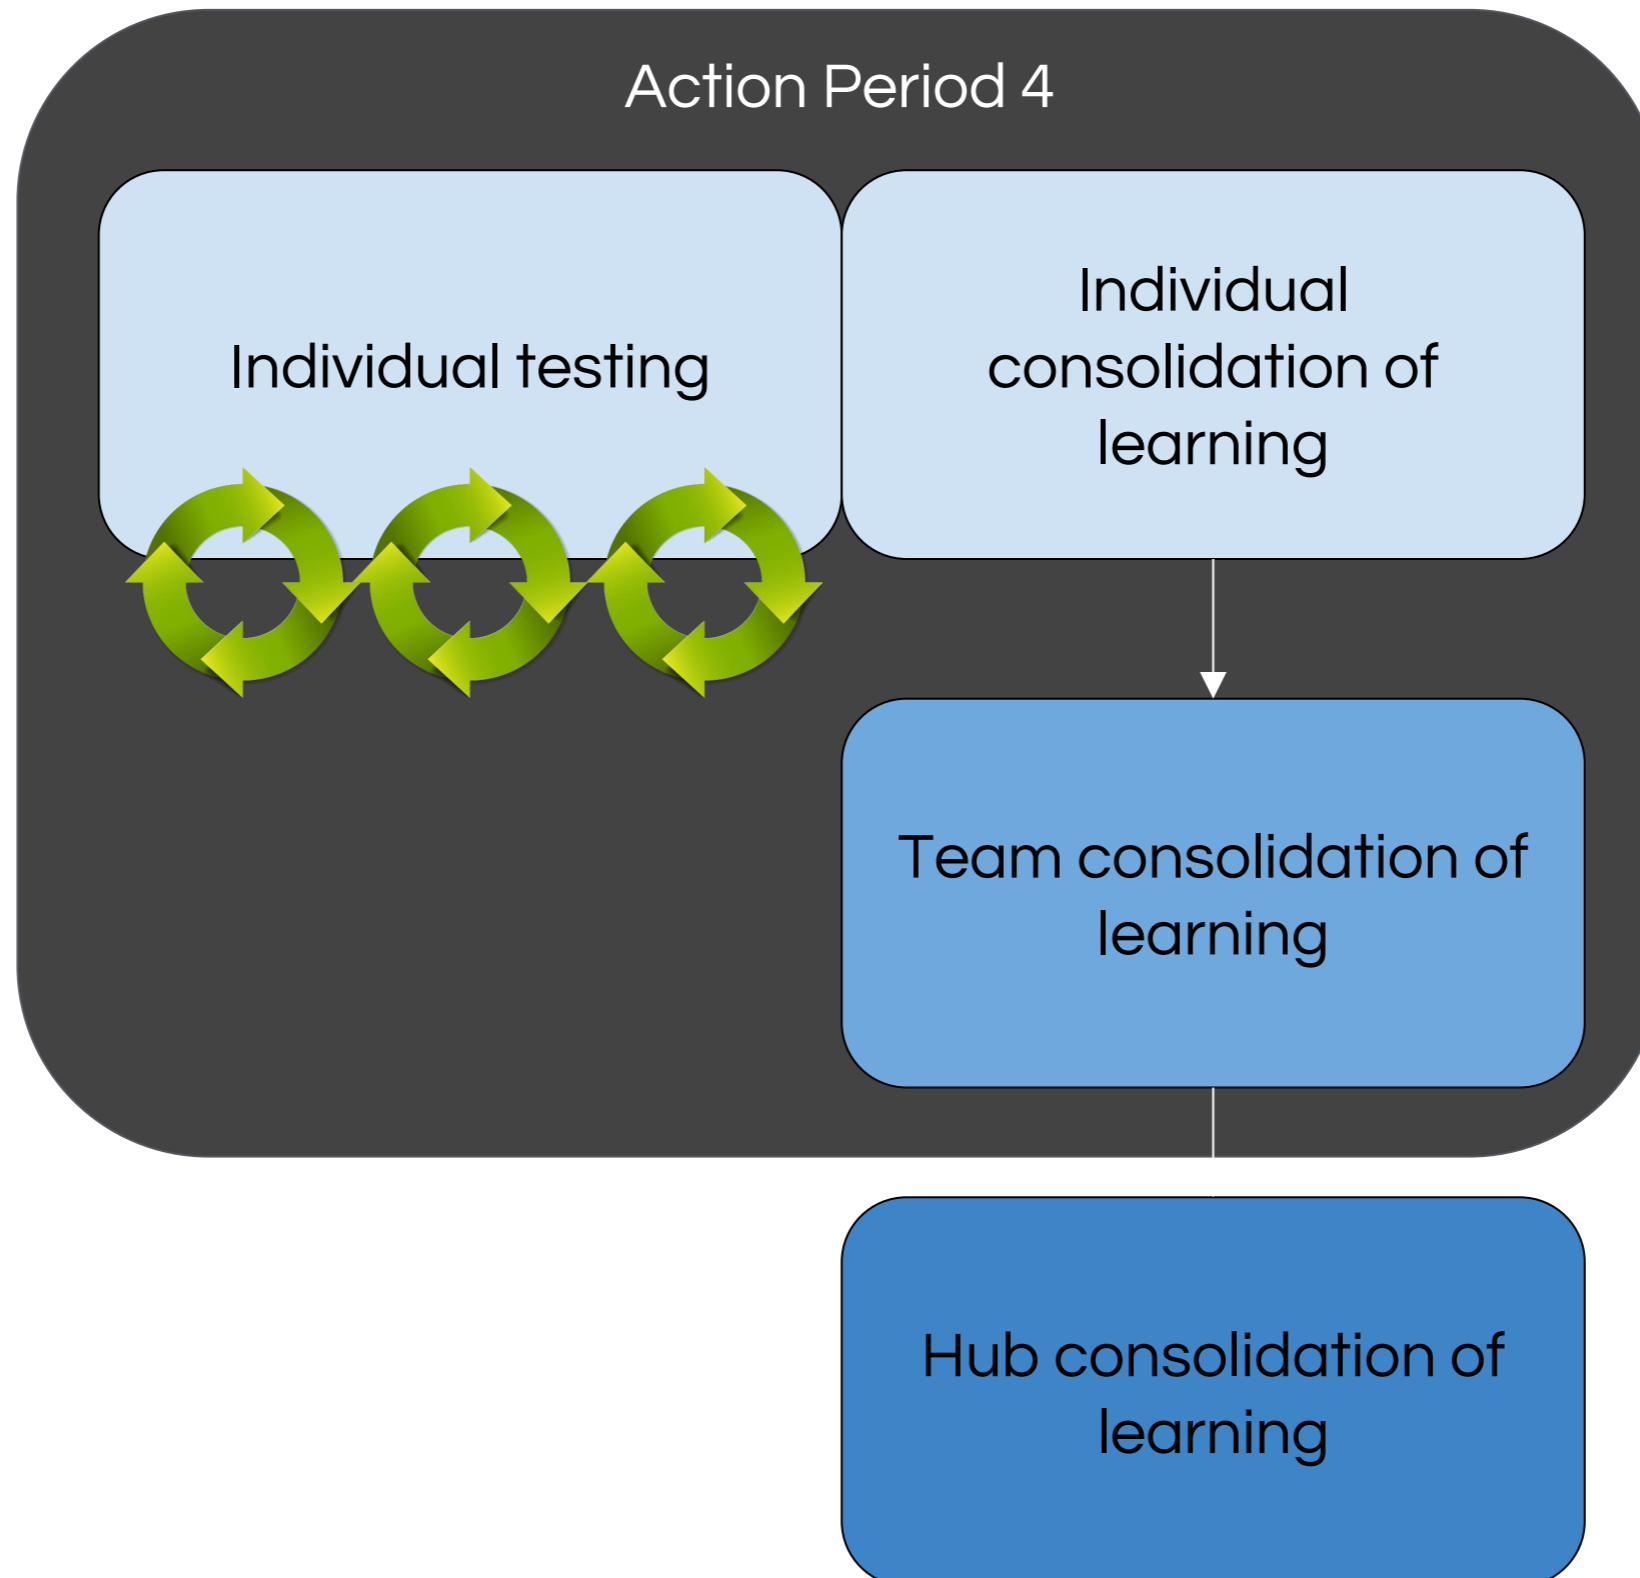 Action Period 4
Individual testing
Individual
consolidation of
learning
Team consolidation of
learning
Hub consolidation of
learning